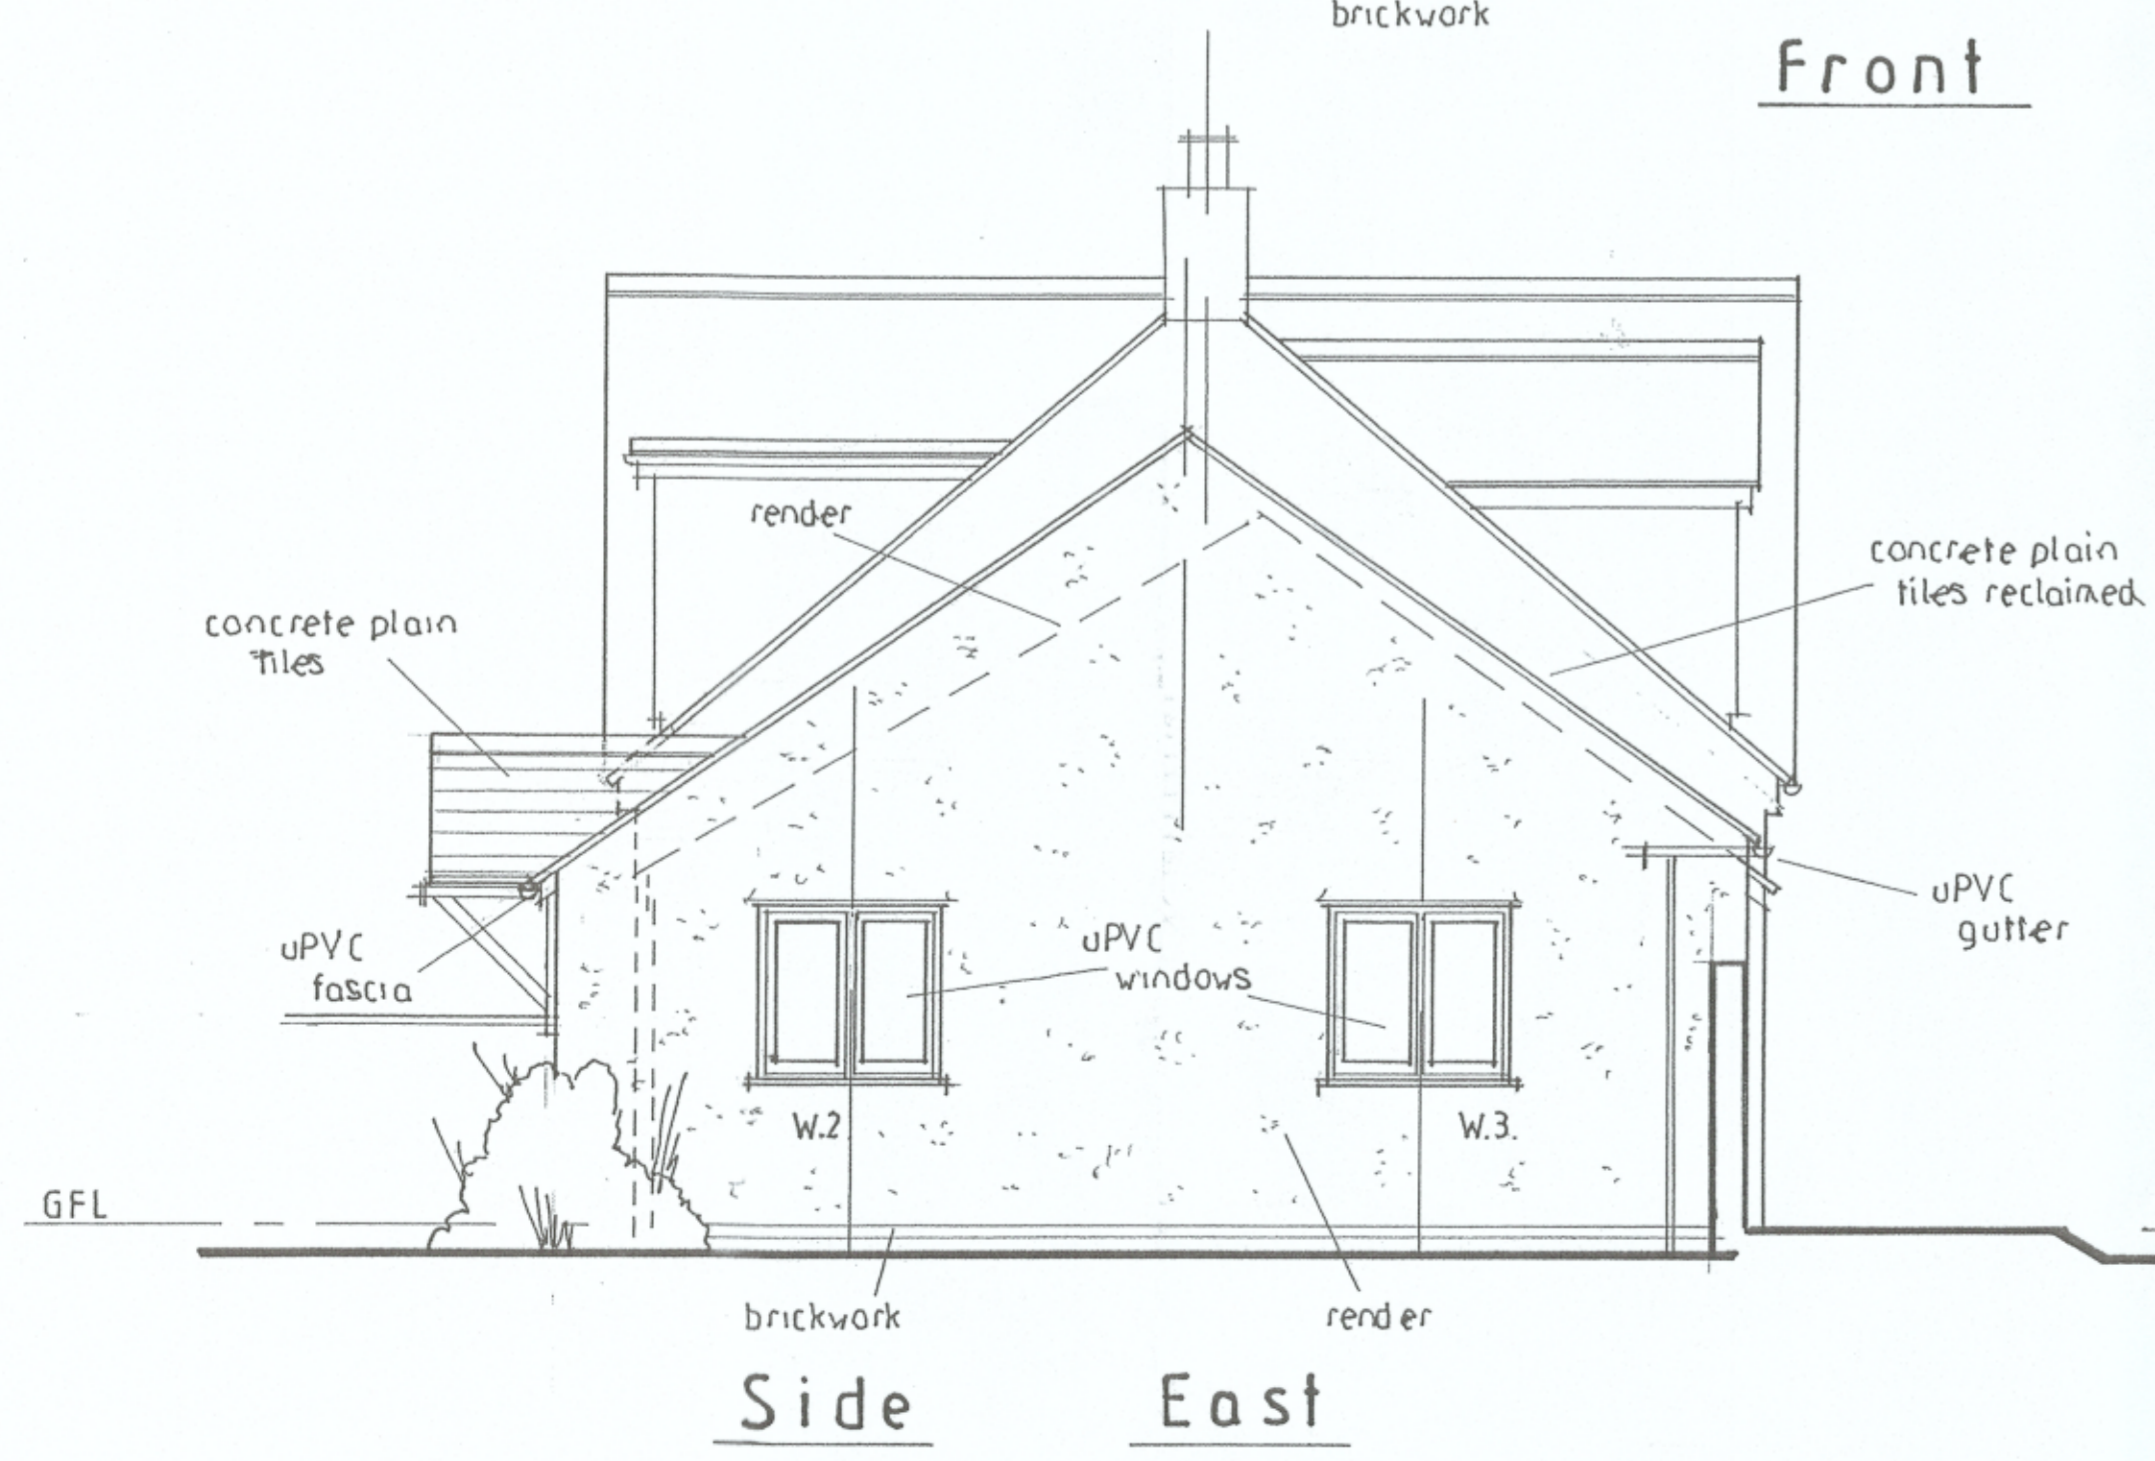 brickwork
Front
render
concrete plain
tiles reclaimed
concrete plain
tiles
uPVC
gutter
uPVC
fascia
uPVC
windows
W.2
W.3.
GFL
brickwork
render
Side East